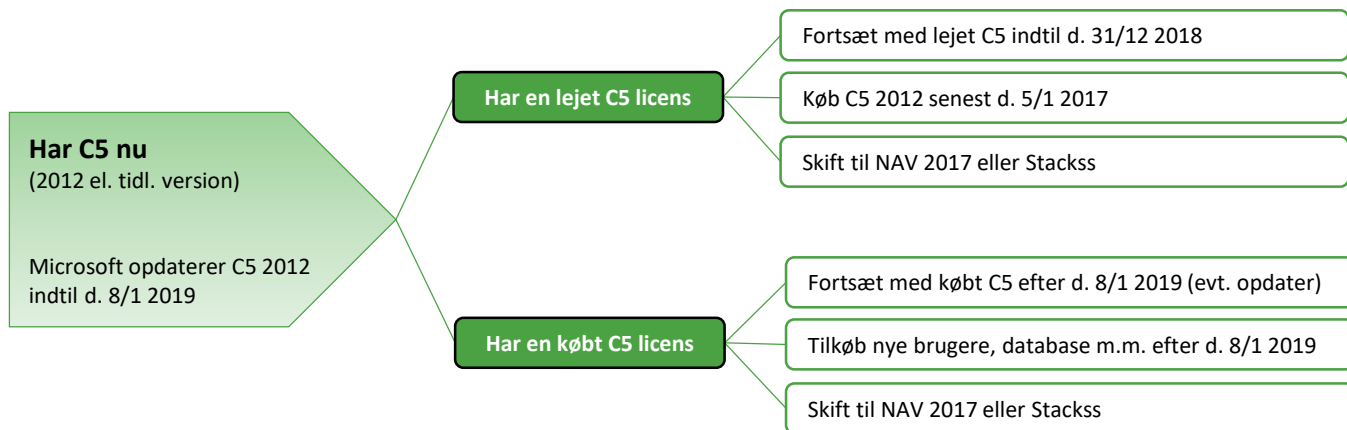 Har C5 nu
(2012 el. tidl. version)
Microsoft opdaterer C5 2012
indtil d. 8/1 2019
Har en lejet C5 licens
Fortsæt med lejet C5 indtil d. 31/12 2018
Køb C5 2012 senest d. 5/1 2017
Skift til NAV 2017 eller Stackss
Har en købt C5 licens
Fortsæt med købt C5 efter d. 8/1 2019 (evt. opdater)
Tilkøb nye brugere, database m.m. efter d. 8/1 2019
Skift til NAV 2017 eller Stackss